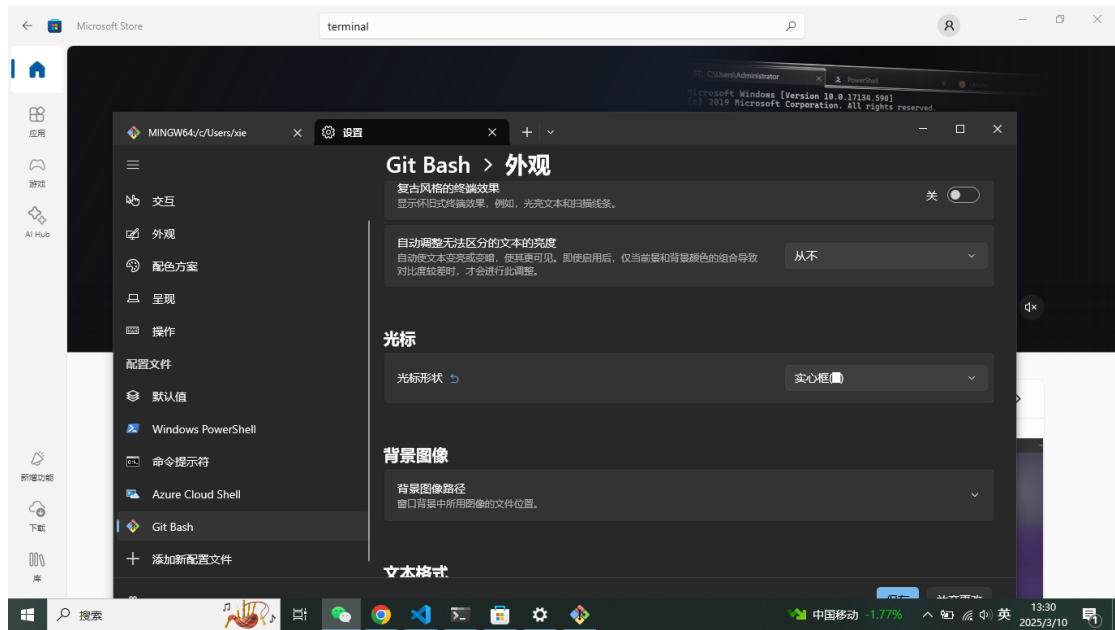 Microsoft Store
terminal
R
C:\Users\Administrator
PowerShell
Microsoft Windows [Version 10.0.17134.590]
(c) 2019 Microsoft Corporation. All rights reserved.
应用
游戏
AI Hub
新增功能
下载
库
MINGW64:/c/Users/xie
设置
Git Bash > 外观
交互
外观
配色方案
呈现
操作
配置文件
默认值
Windows PowerShell
命令提示符
Azure Cloud Shell
Git Bash
添加新配置文件
复古风格的终端效果
显示怀旧式终端效果，例如，光亮文本和扫描线条。
关
自动调整无法区分的文本的亮度
自动使文本变亮或变暗，使其更可见。即使启用后，仅当前景和背景颜色的组合导致
对比度较差时，才会进行此调整。
从不
光标
光标形状
实心框(█)
背景图像
背景图像路径
窗口背景中所用图像的文件位置。
文本格式
保存
放弃更改
搜索
中国移动 -1.77%
英
13:30
2025/3/10
1